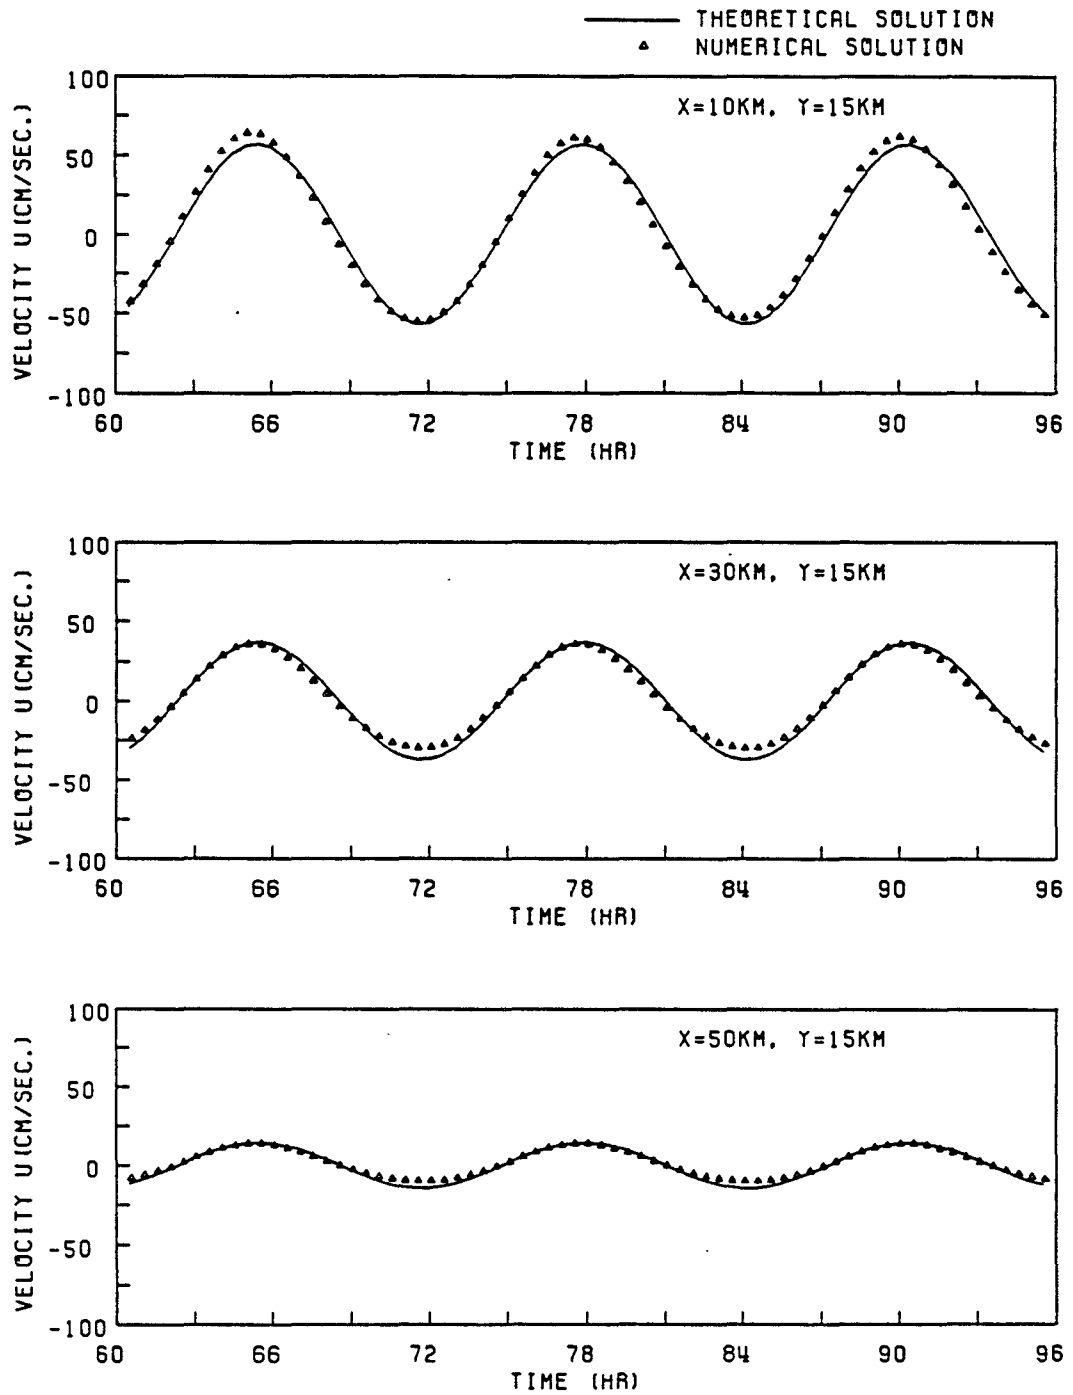 THEORETICAL SOLUTION
NUMERICAL SOLUTION
X=10KM, Y=15KM
VELOCITY U(CM/SEC.)
100
50
0
-50
-100
60 66 72 78 84 90 96
TIME (HR)
X=30KM, Y=15KM
VELOCITY U(CM/SEC.)
100
50
0
-50
-100
60 66 72 78 84 90 96
TIME (HR)
X=50KM, Y=15KM
VELOCITY U(CM/SEC.)
100
50
0
-50
-100
60 66 72 78 84 90 96
TIME (HR)